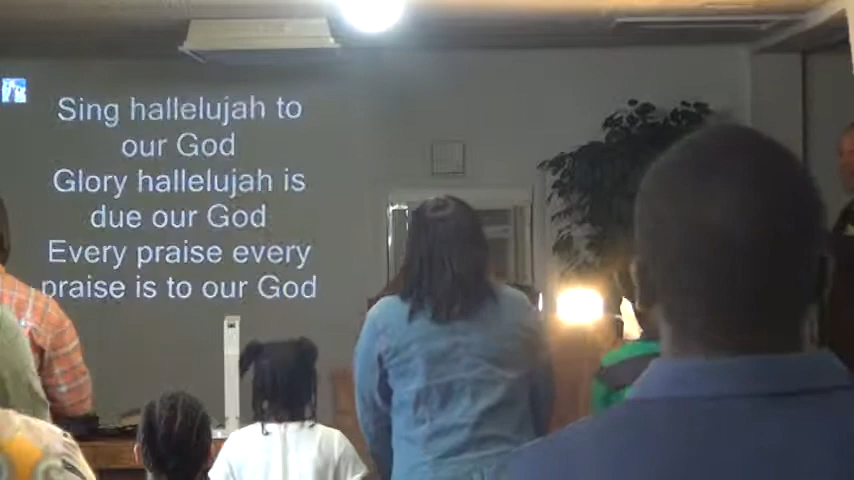 Sing hallelujah to
our God
Glory hallelujah is
due our God
Every praise every
praise is to our God